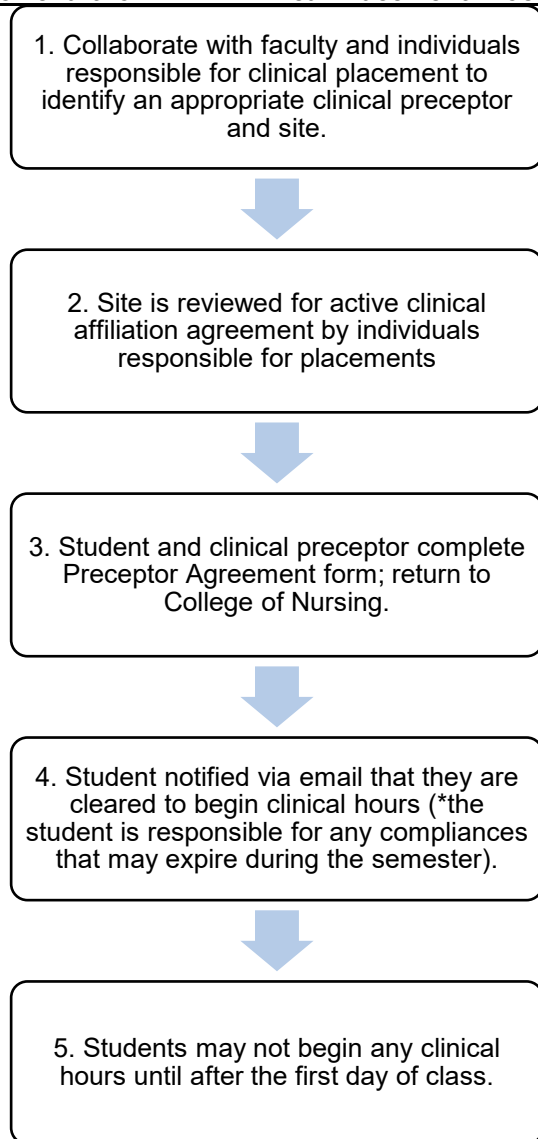 1. Collaborate with faculty and individuals
responsible for clinical placement to
identify an appropriate clinical preceptor
and site.
2. Site is reviewed for active clinical
affiliation agreement by individuals
responsible for placements
3. Student and clinical preceptor complete
Preceptor Agreement form; return to
College of Nursing.
4. Student notified via email that they are
cleared to begin clinical hours (*the
student is responsible for any compliances
that may expire during the semester).
5. Students may not begin any clinical
hours until after the first day of class.